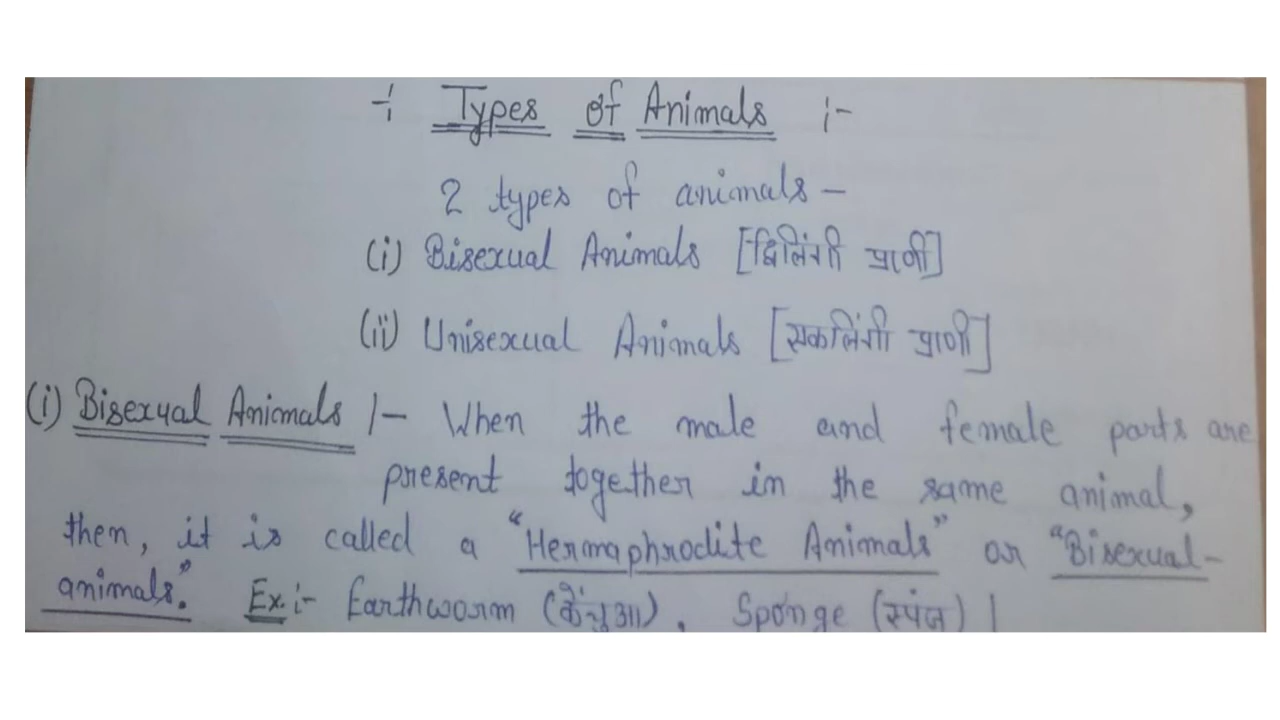 -: Types of Animals :-
2 types of animals -
(i) Bisexual Animals [द्विलिंगी प्राणी]
(ii) Unisexual Animals [एकलिंगी प्राणी]
(i) Bisexual Animals :- When the male and female parts are
present together in the same animal,
then, it is called a "Hermaphrodite Animals" or "Bisexual-
animals." Ex:- Earthworm (केंचुआ), Sponge (स्पंज) |